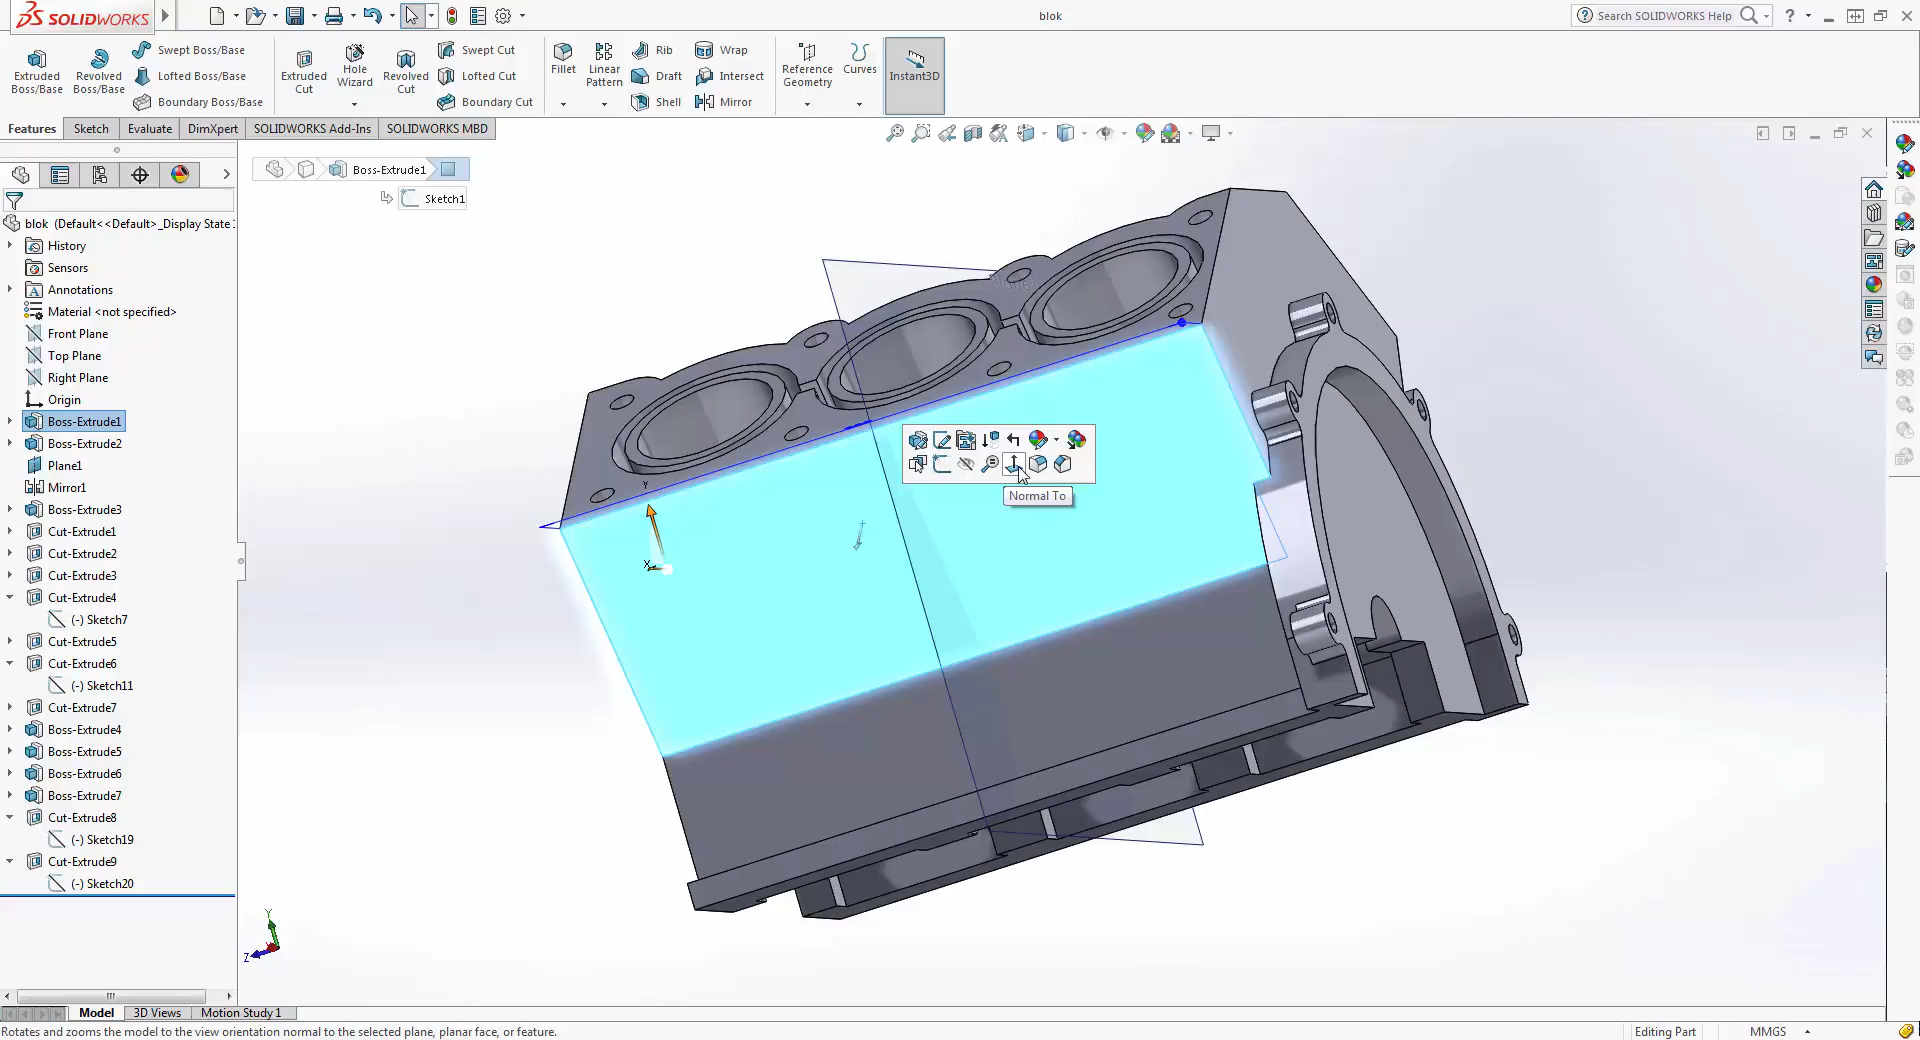 SOLIDWORKS
blok
Search SOLIDWORKS Help
Extruded Boss/Base
Revolved Boss/Base
Swept Boss/Base
Lofted Boss/Base
Boundary Boss/Base
Extruded Cut
Hole Wizard
Revolved Cut
Swept Cut
Lofted Cut
Boundary Cut
Fillet
Linear Pattern
Rib
Draft
Shell
Wrap
Intersect
Mirror
Reference Geometry
Curves
Instant3D
Features
Sketch
Evaluate
DimXpert
SOLIDWORKS Add-Ins
SOLIDWORKS MBD
Boss-Extrude1
Sketch1
blok (Default<<Default>_Display State
History
Sensors
Annotations
Material <not specified>
Front Plane
Top Plane
Right Plane
Origin
Boss-Extrude1
Boss-Extrude2
Plane1
Mirror1
Boss-Extrude3
Cut-Extrude1
Cut-Extrude2
Cut-Extrude3
Cut-Extrude4
(-) Sketch7
Cut-Extrude5
Cut-Extrude6
(-) Sketch11
Cut-Extrude7
Boss-Extrude4
Boss-Extrude5
Boss-Extrude6
Boss-Extrude7
Cut-Extrude8
(-) Sketch19
Cut-Extrude9
(-) Sketch20
Normal To
Y
X
Y
Z
Model
3D Views
Motion Study 1
Rotates and zooms the model to the view orientation normal to the selected plane, planar face, or feature.
Editing Part
MMGS